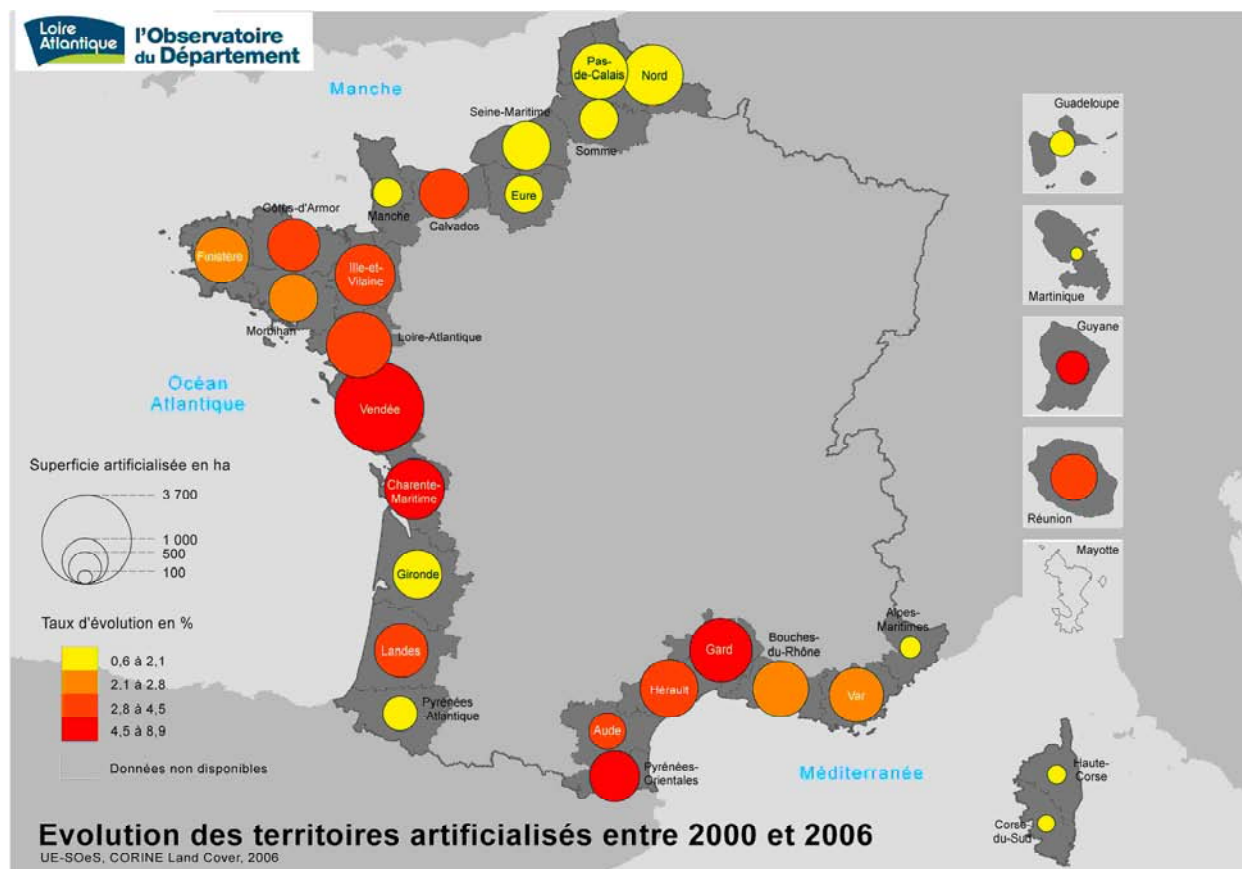 Loire
Atlantique
l'Observatoire
du Département
Manche
Pas-
de-Calais
Nord
Seine-Maritime
Somme
Eure
Manche
Calvados
Côtes-d'Armor
Finistère
Ille-et-
Vilaine
Morbihan
Loire-Atlantique
Océan
Atlantique
Vendée
Charente-
Maritime
Gironde
Landes
Pyrénées
Atlantique
Alpes-
Maritimes
Bouches-
du-Rhône
Gard
Hérault
Var
Aude
Pyrénées-
Orientales
Méditerranée
Haute-
Corse
Corse-
du-Sud
Guadeloupe
Martinique
Guyane
Réunion
Mayotte
Superficie artificialisée en ha
3 700
1 000
500
100
Taux d'évolution en %
0,6 à 2,1
2.1 à 2.8
2,8 à 4,5
4,5 à 8,9
Données non disponibles
Evolution des territoires artificialisés entre 2000 et 2006
UE-SOeS, CORINE Land Cover, 2006